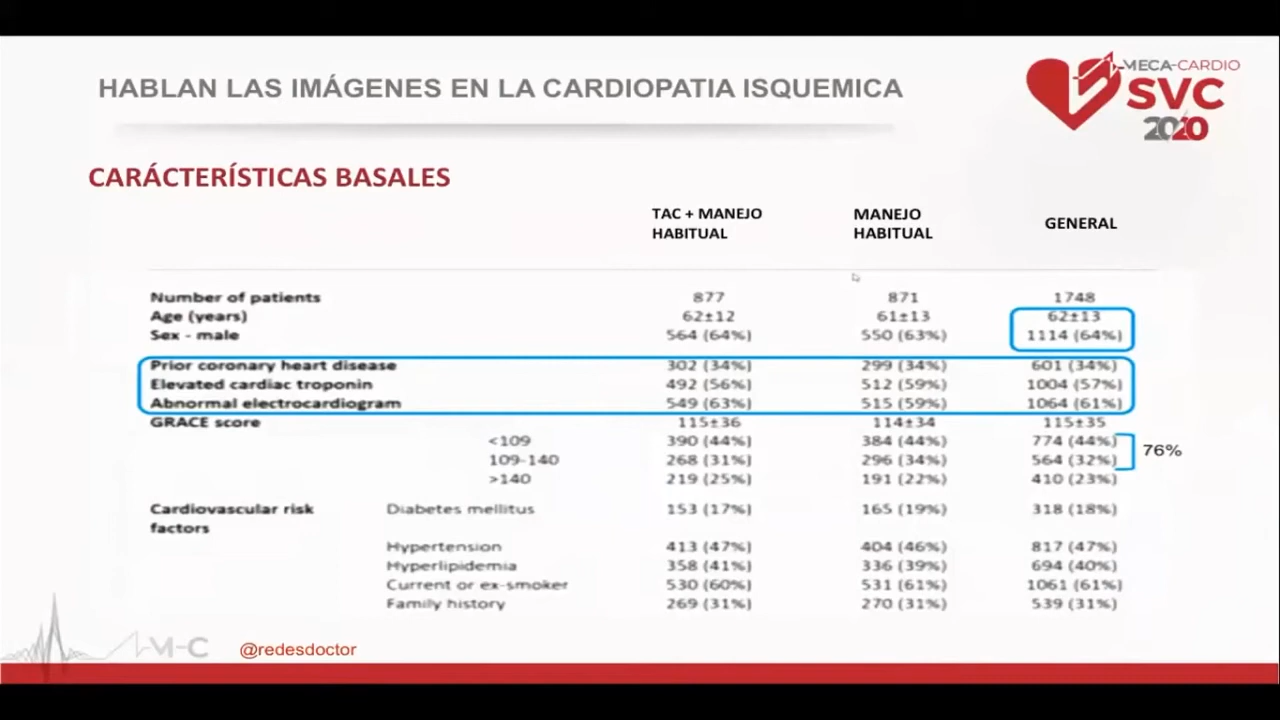 HABLAN LAS IMÁGENES EN LA CARDIOPATIA ISQUEMICA
MECA-CARDIO
SVC
2020
CARÁCTERÍSTICAS BASALES
TAC + MANEJO HABITUAL
MANEJO HABITUAL
GENERAL
Number of patients 877 871 1748
Age (years) 62±12 61±13 62±13
Sex - male 564 (64%) 550 (63%) 1114 (64%)
Prior coronary heart disease 302 (34%) 299 (34%) 601 (34%)
Elevated cardiac troponin 492 (56%) 512 (59%) 1004 (57%)
Abnormal electrocardiogram 549 (63%) 515 (59%) 1064 (61%)
GRACE score 115±36 114±34 115±35
<109 390 (44%) 384 (44%) 774 (44%)
109-140 268 (31%) 296 (34%) 564 (32%) 76%
>140 219 (25%) 191 (22%) 410 (23%)
Cardiovascular risk factors Diabetes mellitus 153 (17%) 165 (19%) 318 (18%)
Hypertension 413 (47%) 404 (46%) 817 (47%)
Hyperlipidemia 358 (41%) 336 (39%) 694 (40%)
Current or ex-smoker 530 (60%) 531 (61%) 1061 (61%)
Family history 269 (31%) 270 (31%) 539 (31%)
M-C
@redesdoctor